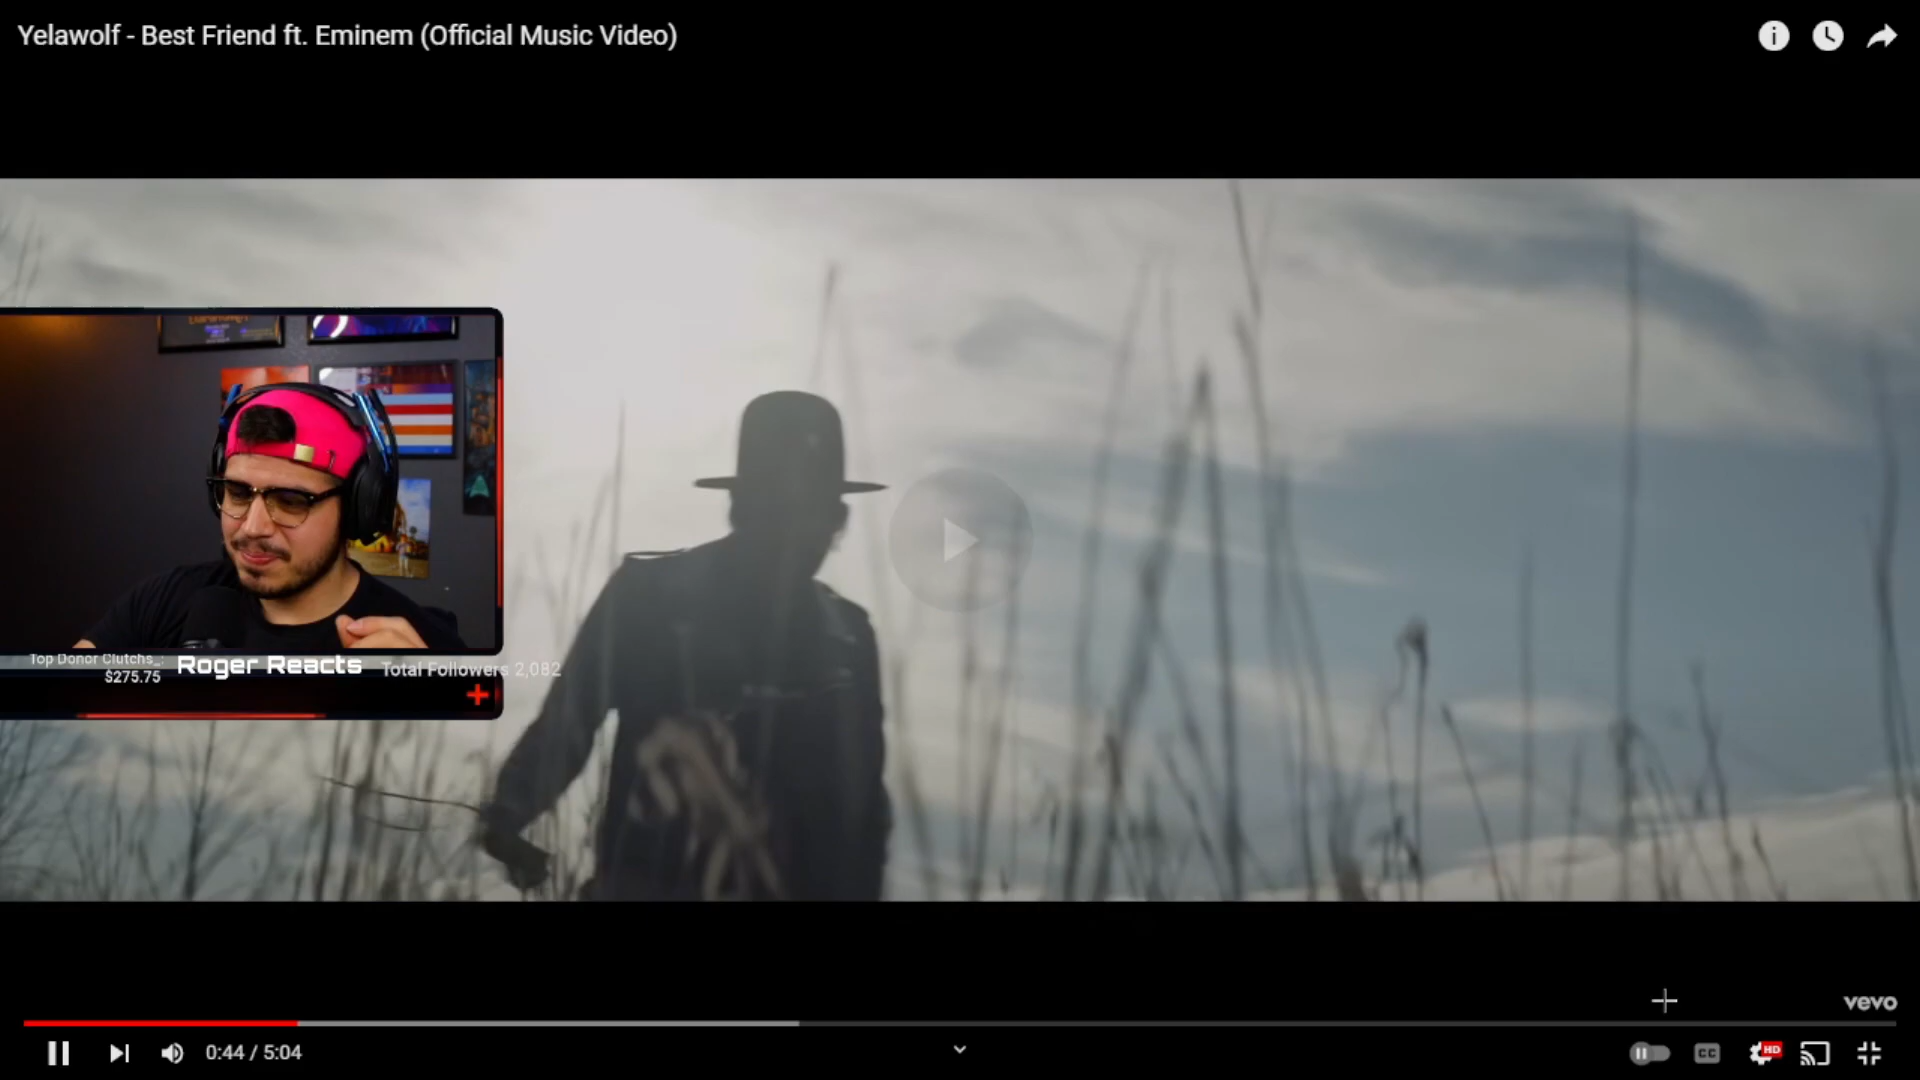 Yelawolf - Best Friend ft. Eminem (Official Music Video)
Top Donor Clutchs_:
$275.75
Roger Reacts
Total Followers 2,082
vevo
0:44 / 5:04
CC
HD